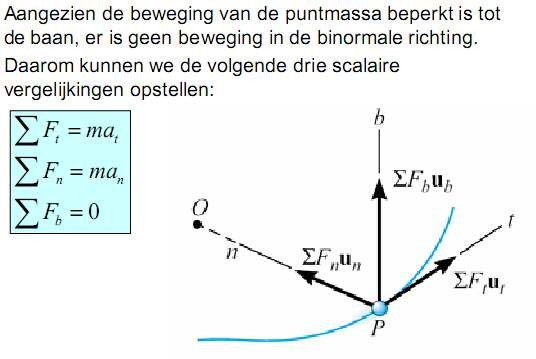 Aangezien de beweging van de puntmassa beperkt is tot
de baan, er is geen beweging in de binormale richting.
Daarom kunnen we de volgende drie scalaire
vergelijkingen opstellen:
∑ F_t = ma_t
∑ F_n = ma_n
∑ F_b = 0
b
ΣF_b u_b
O
n
ΣF_n u_n
t
ΣF_t u_t
P